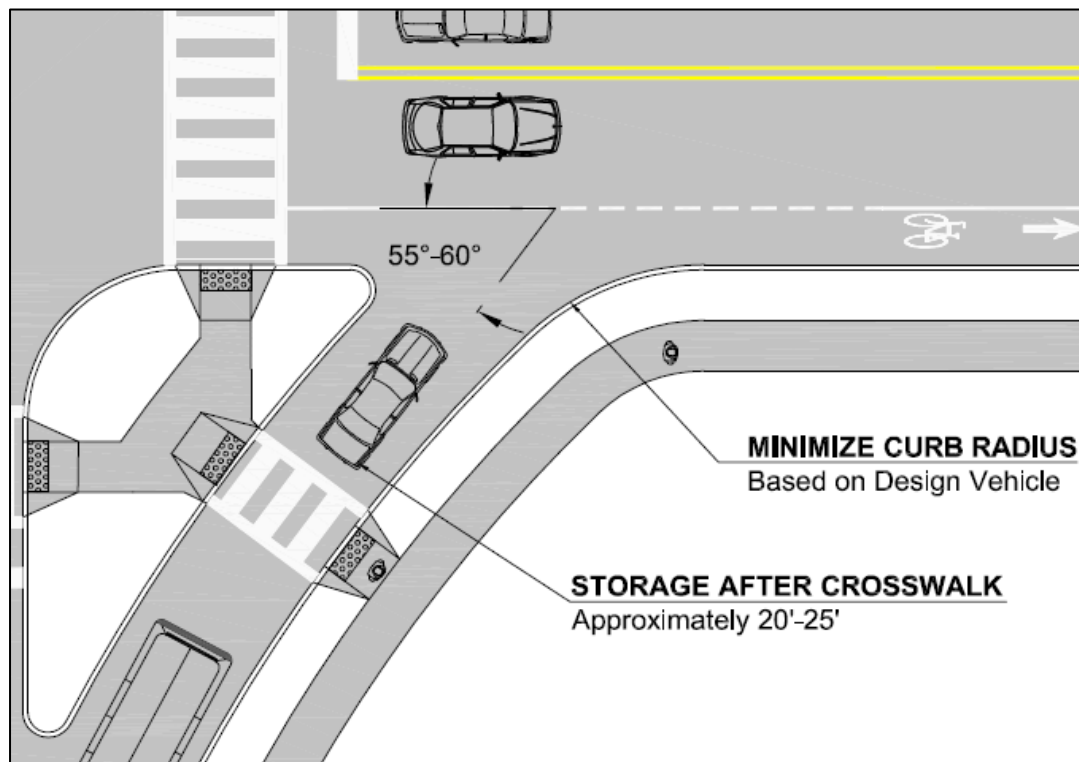 55°-60°
MINIMIZE CURB RADIUS
Based on Design Vehicle
STORAGE AFTER CROSSWALK
Approximately 20'-25'